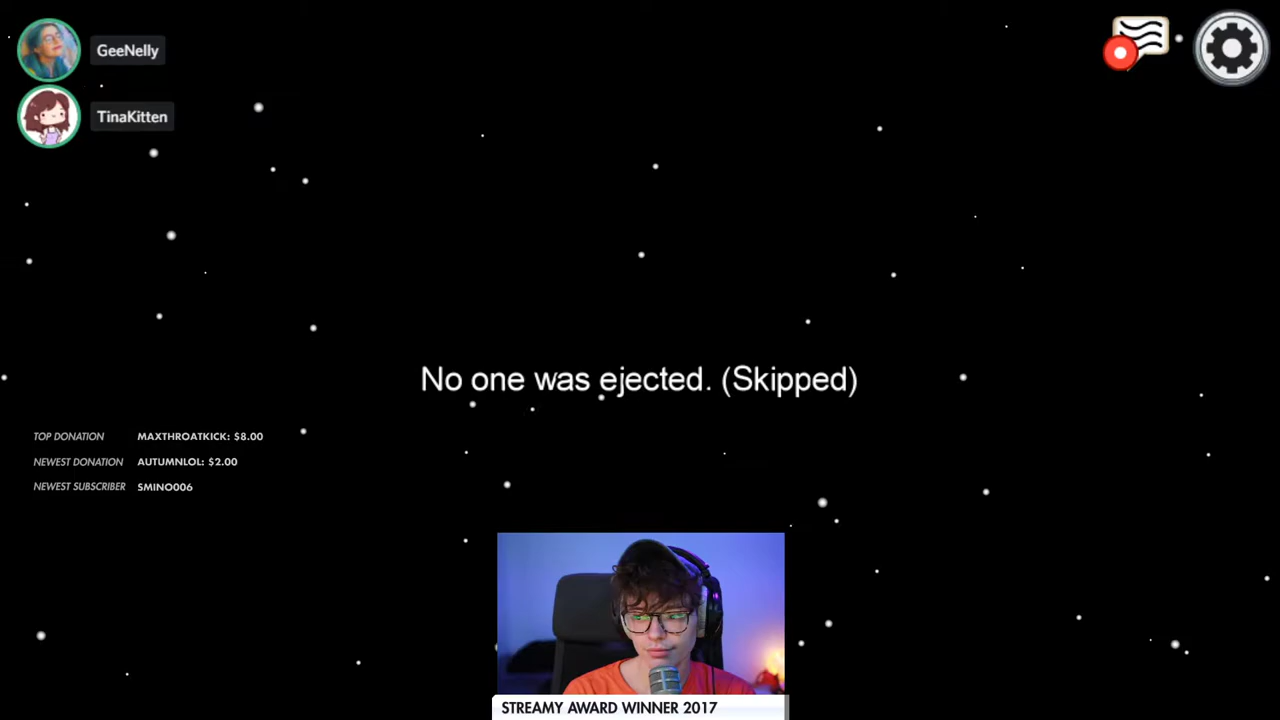 GeeNelly
TinaKitten
No one was ejected. (Skipped)
TOP DONATION MAXTHROATKICK: $8.00
NEWEST DONATION AUTUMNLOL: $2.00
NEWEST SUBSCRIBER SMINO006
STREAMY AWARD WINNER 2017